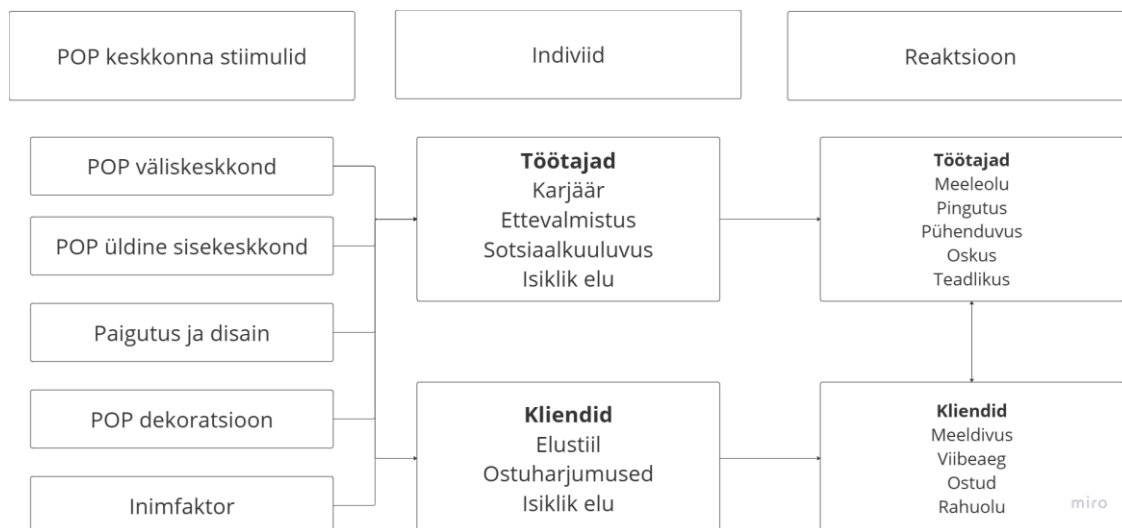 POP keskkonna stiimulid
Indiviid
Reaktsioon
POP väliskeskkond
POP üldine sisekeskkond
Paigutus ja disain
POP dekoratsioon
Inimfaktor
Töötajad
Karjäär
Ettevalmistus
Sotsiaalkuuluvus
Isiklik elu
Kliendid
Elustiil
Ostuharjumused
Isiklik elu
Töötajad
Meeleolu
Pingutus
Pühenduvus
Oskus
Teadlikus
Kliendid
Meeldivus
Viibeaeg
Ostud
Rahuolu
miro